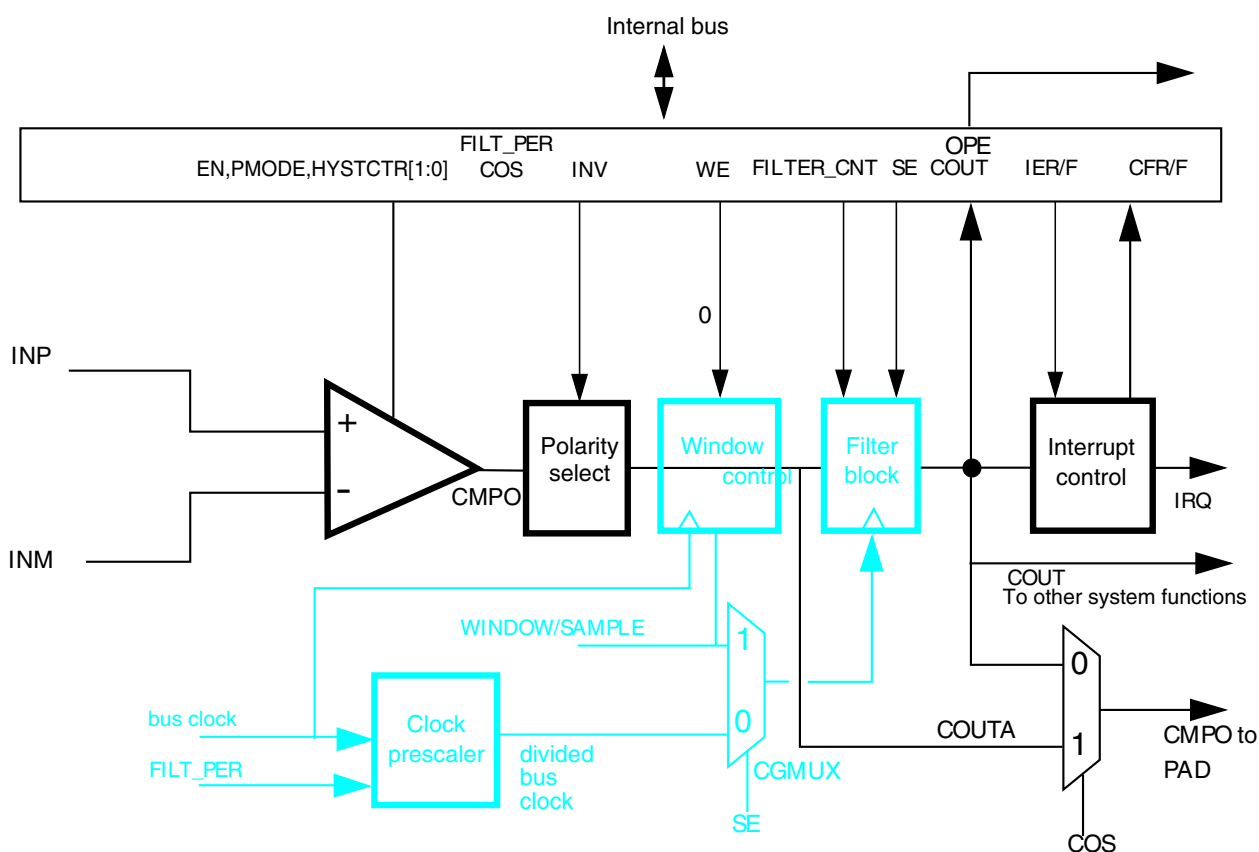 Internal bus
FILT_PER
OPE
EN,PMODE,HYSTCTR[1:0] COS INV WE FILTER_CNT SE COUT IER/F CFR/F
0
INP
+
-
INM
CMPO
Polarity
select
Window
control
Filter
block
Interrupt
control
IRQ
COUT
To other system functions
WINDOW/SAMPLE
1
0
CGMUX
SE
bus clock
FILT_PER
Clock
prescaler
divided
bus
clock
COUTA
0
1
CMPO to
PAD
COS